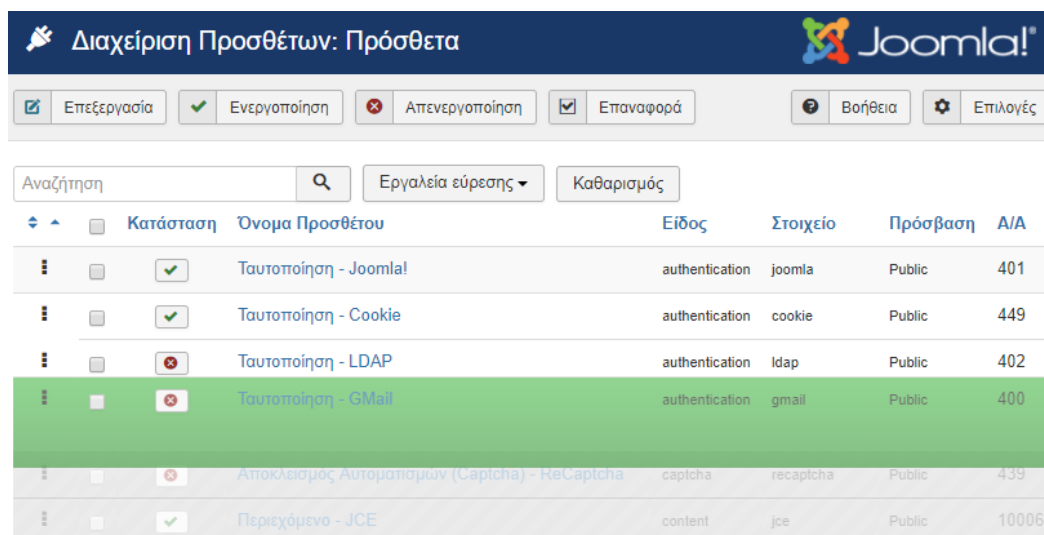 Διαχείριση Προσθέτων: Πρόσθετα Joomla!®
Επεξεργασία Ενεργοποίηση Απενεργοποίηση Επαναφορά Βοήθεια Επιλογές
Αναζήτηση Εργαλεία εύρεσης Καθαρισμός
Κατάσταση Όνομα Προσθέτου Είδος Στοιχείο Πρόσβαση Α/Α
Ταυτοποίηση - Joomla! authentication joomla Public 401
Ταυτοποίηση - Cookie authentication cookie Public 449
Ταυτοποίηση - LDAP authentication ldap Public 402
Ταυτοποίηση - GMail authentication gmail Public 400
Αποκλεισμός Αυτοματισμών (Captcha) - ReCaptcha captcha recaptcha Public 439
Περιεχόμενο - JCE content jce Public 10006